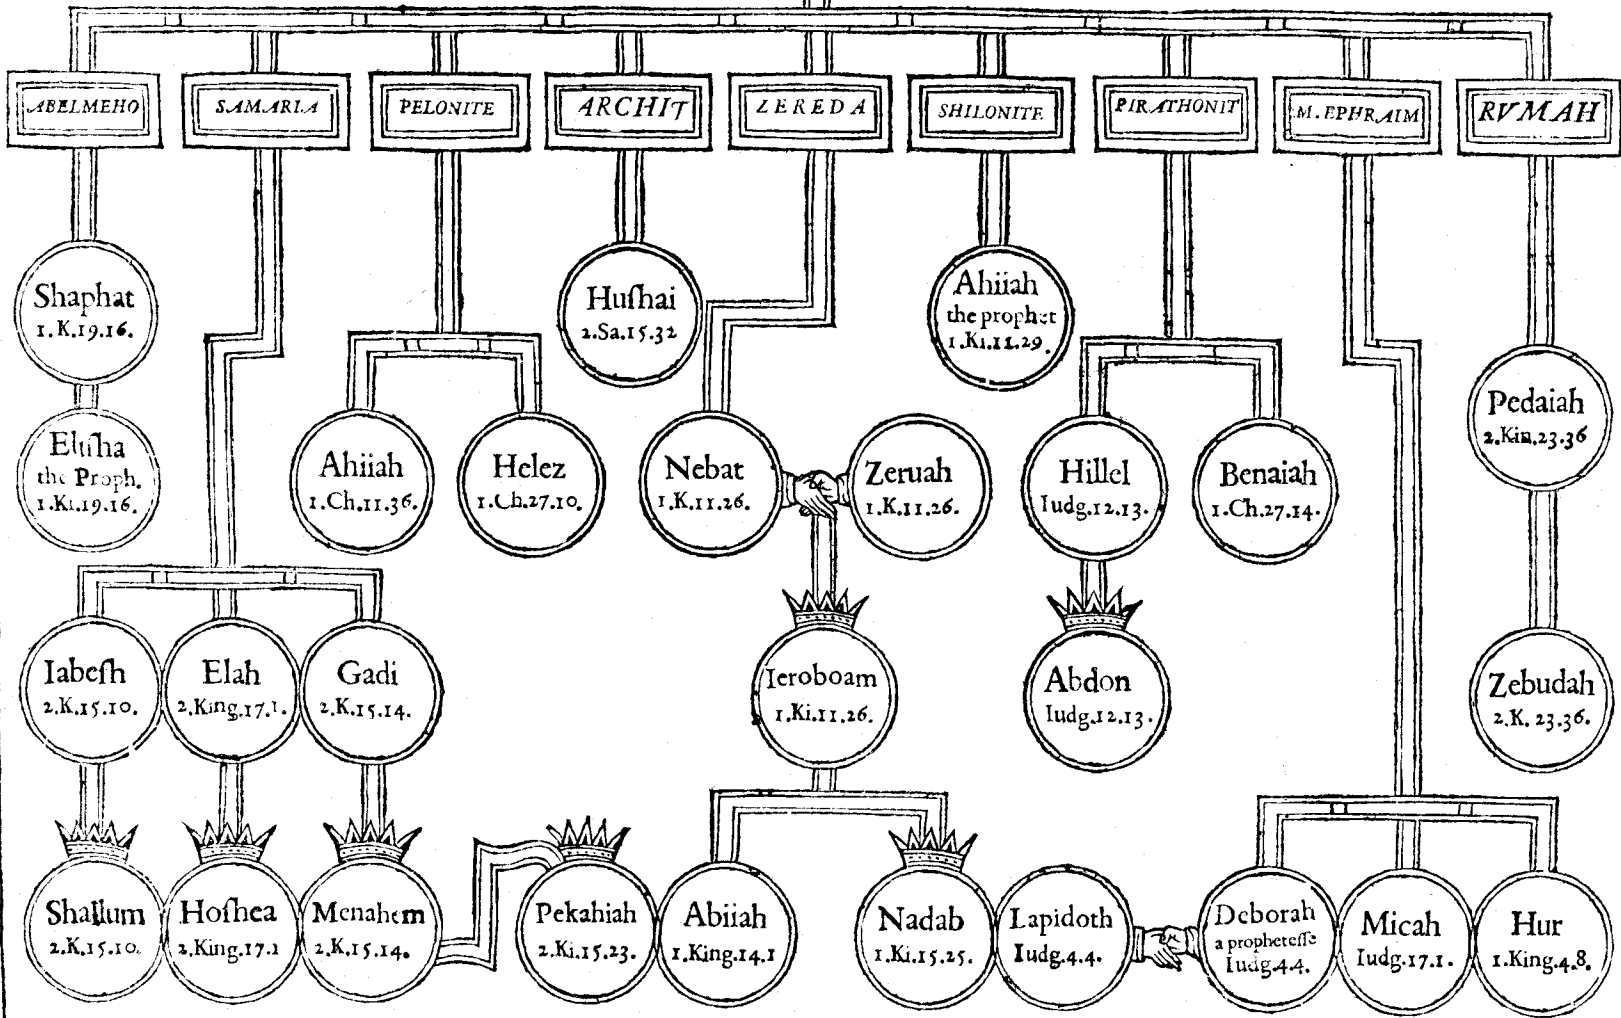 ABELMEHO
SAMARIA
PELONITE
ARCHIT
ZEREDA
SHILONITE
PIRATHONIT
M. EPHRAIM
RVMAH
Shaphat
1.K.19.16.
Huſhai
2.Sa.15.32
Ahiiah
the prophet
1.Ki.11.29.
Pedaiah
2.Kin.23.36
Eliſha
the Proph.
1.Ki.19.16.
Ahiiah
1.Ch.11.36.
Helez
1.Ch.27.10.
Nebat
1.K.11.26.
Zeruah
1.K.11.26.
Hillel
Iudg.12.13.
Benaiah
1.Ch.27.14.
Iabeſh
2.K.15.10.
Elah
2.King.17.1.
Gadi
2.K.15.14.
Ieroboam
1.Ki.11.26.
Abdon
Iudg.12.13.
Zebudah
2.K. 23.36.
Shallum
2.K.15.10.
Hoſhea
2.King.17.1
Menahem
2.K.15.14.
Pekahiah
2.Ki.15.23.
Abiiah
1.King.14.1
Nadab
1.Ki.15.25.
Lapidoth
Iudg.4.4.
Deborah
a propheteſſe
Iudg.4.4.
Micah
Iudg.17.1.
Hur
1.King.4.8.